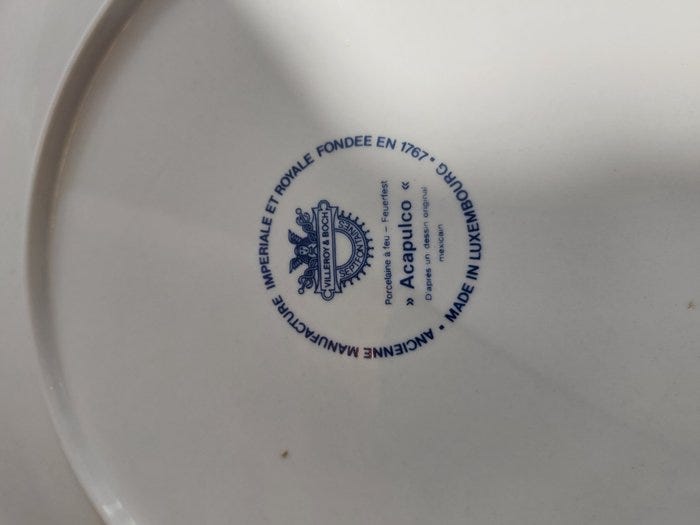 ANCIENNE MANUFACTURE IMPERIALE ET ROYALE FONDEE EN 1767 • MADE IN LUXEMBOURG •
VILLEROY & BOCH
SEPTFONTAINES
Porcelaine à feu – Feuerfest
» Acapulco «
D'après un dessin original
mexicain